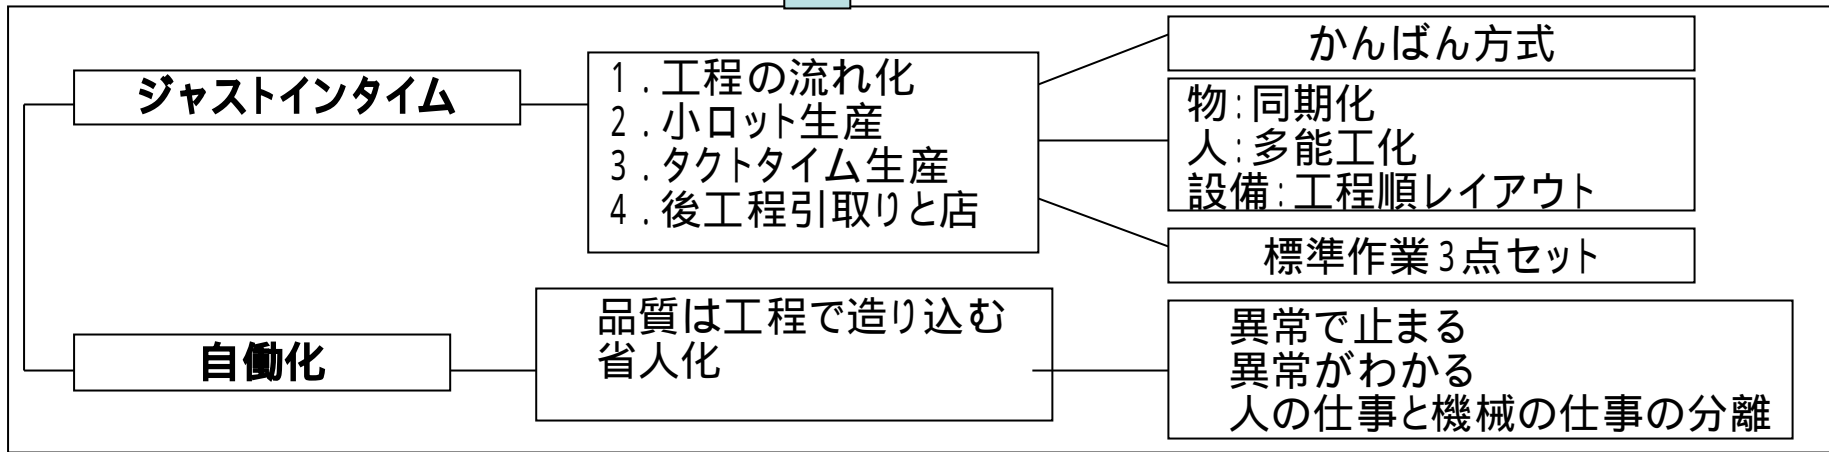 ジャストインタイム
1．工程の流れ化
2．小ロット生産
3．タクトタイム生産
4．後工程引取りと店
かんばん方式
物：同期化
人：多能工化
設備：工程順レイアウト
標準作業3点セット
自働化
品質は工程で造り込む
省人化
異常で止まる
異常がわかる
人の仕事と機械の仕事の分離